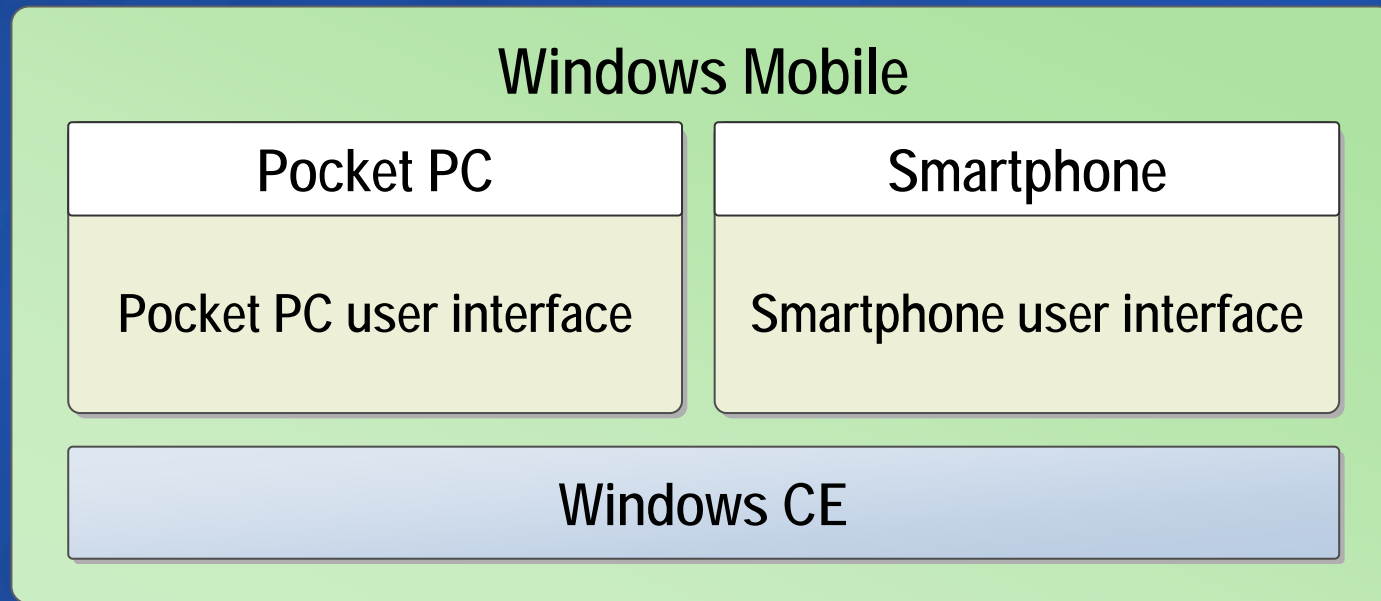 Windows Mobile
Pocket PC
Smartphone
Pocket PC user interface
Smartphone user interface
Windows CE